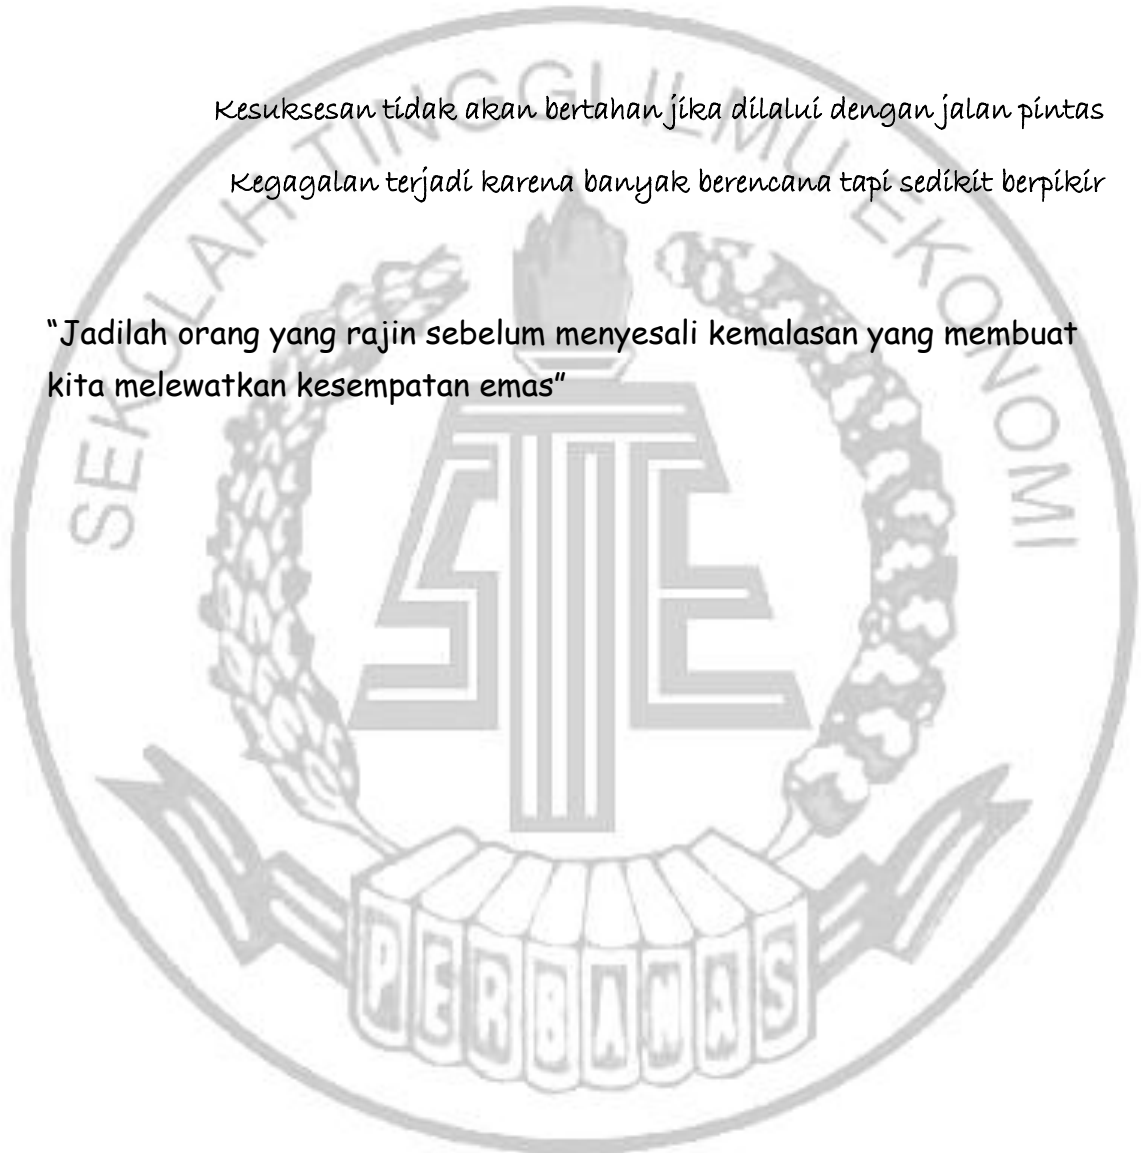 SEKOLAH TINGGI ILMU EKONOMI
Kesuksesan tidak akan bertahan jika dilalui dengan jalan pintas
Kegagalan terjadi karena banyak berencana tapi sedikit berpikir
“Jadilah orang yang rajin sebelum menyesali kemalasan yang membuat
kita melewatkan kesempatan emas”
STIE
PERBANAS